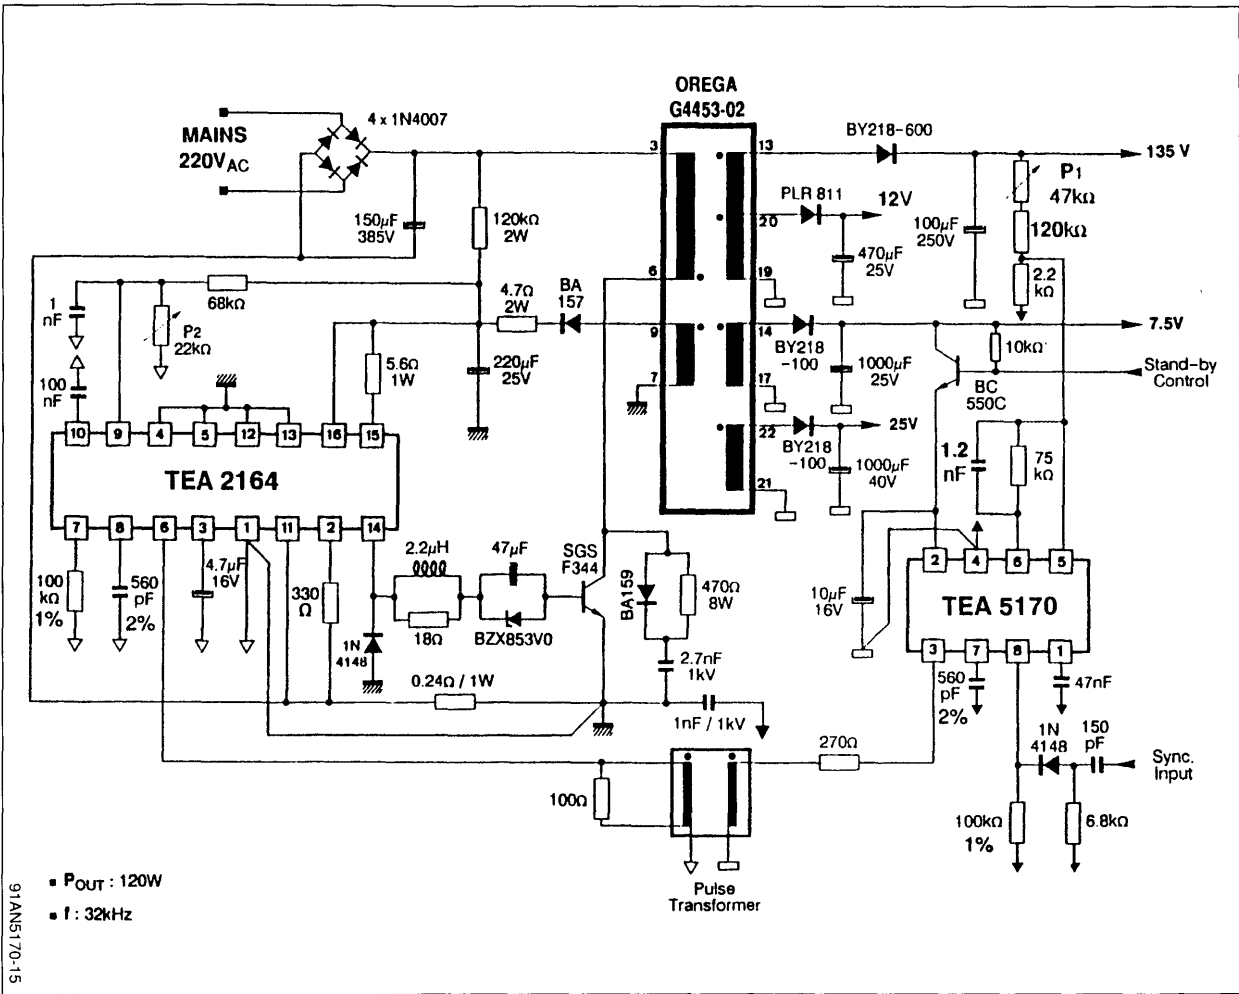 OREGA
G4453-02
MAINS
220VAC
4 x 1N4007
3
13
BY218-600
135 V
P1
47kΩ
PLR 811
12V
150µF
385V
120kΩ
2W
20
100µF
250V
120kΩ
470µF
25V
6
19
2.2
kΩ
1
nF
68kΩ
P2
22kΩ
4.7Ω
2W
BA
157
9
14
7.5V
BY218
-100
1000µF
25V
10kΩ
Stand-by
Control
BC
550C
5.6Ω
1W
220µF
25V
7
17
100
nF
22
25V
BY218
-100
1000µF
40V
21
1.2
nF
75
kΩ
10
9
4
5
12
13
16
15
TEA 2164
7
8
6
3
1
11
2
14
100
kΩ
1%
560
pF
2%
4.7µF
16V
330
Ω
2.2µH
18Ω
47µF
BZX853V0
SGS
F344
BA159
470Ω
8W
1N
4148
2.7nF
1kV
0.24Ω / 1W
1nF / 1kV
2
4
6
5
10µF
16V
TEA 5170
3
7
8
1
560
pF
2%
47nF
270Ω
1N
4148
150
pF
Sync.
Input
100Ω
100kΩ
1%
6.8kΩ
Pulse
Transformer
POUT : 120W
f : 32kHz
91AN5170-15